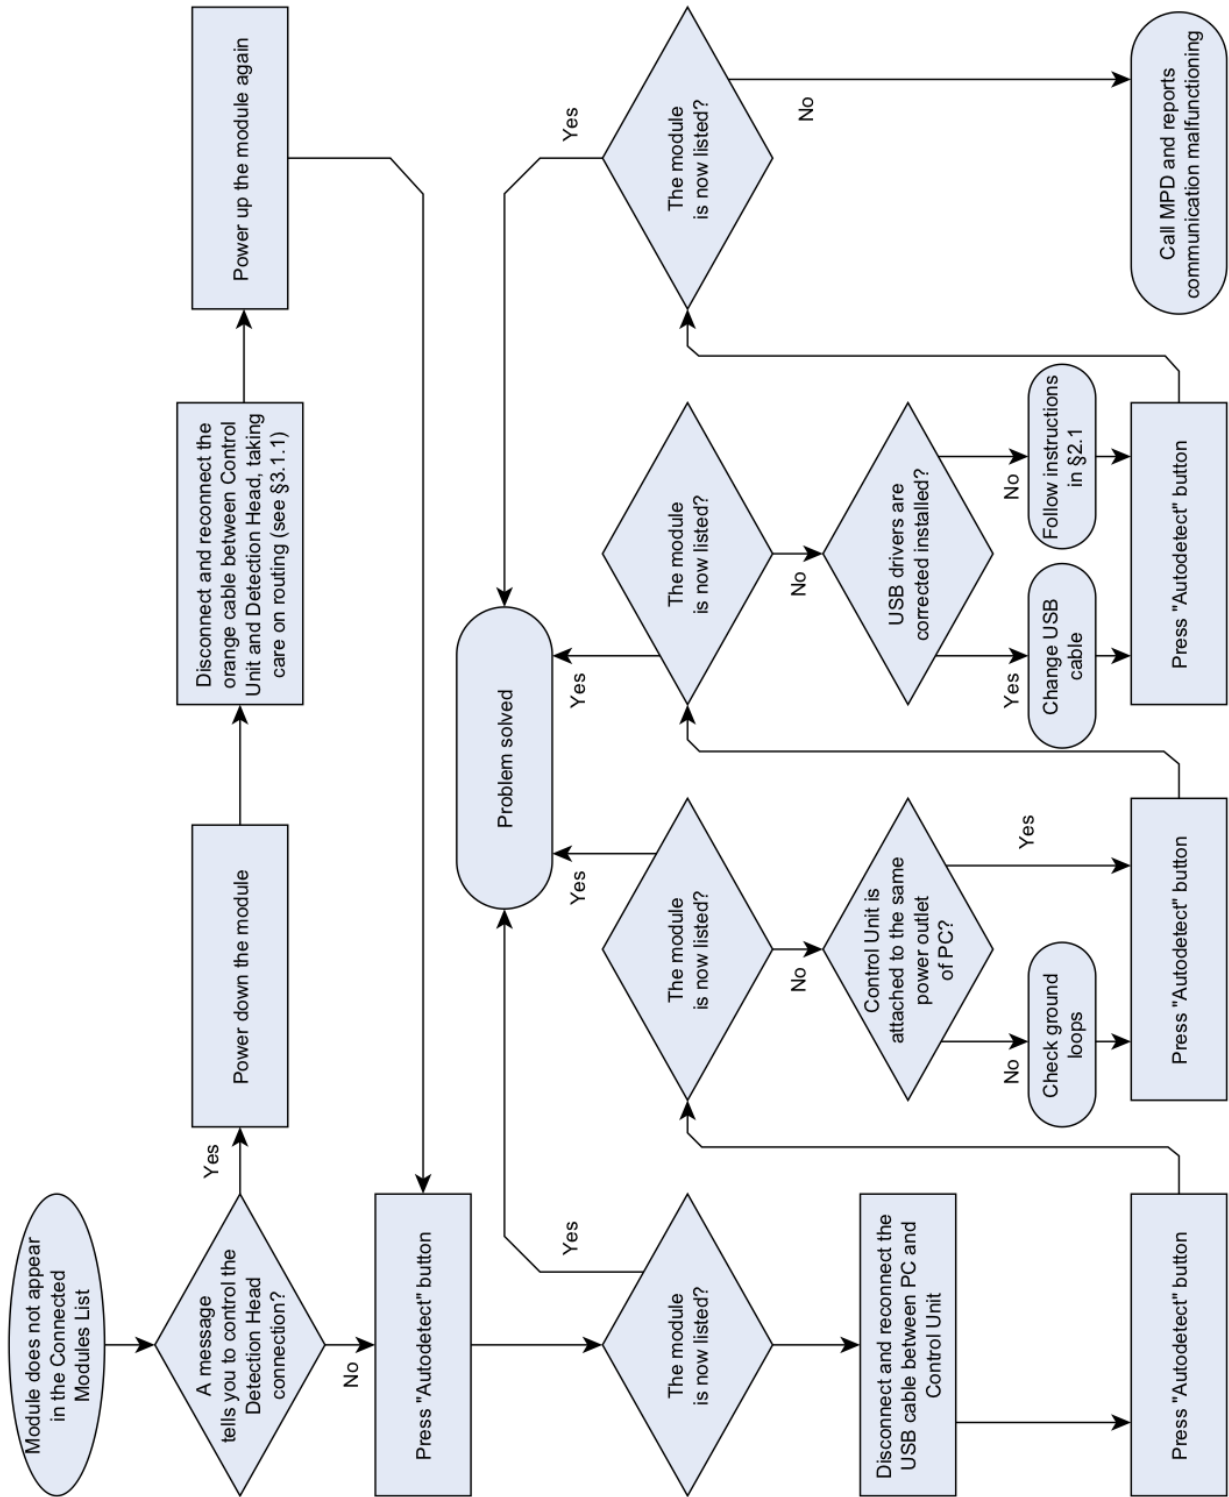 Module does not appear
in the Connected
Modules List
A message
tells you to control the
Detection Head
connection?
Yes
Power down the module
Disconnect and reconnect the
orange cable between Control
Unit and Detection Head, taking
care on routing (see §3.1.1)
Power up the module again
No
Press "Autodetect" button
The module
is now listed?
Yes
Problem solved
Disconnect and reconnect the
USB cable between PC and
Control Unit
Press "Autodetect" button
The module
is now listed?
Yes
No
Control Unit is
attached to the same
power outlet
of PC?
No
Check ground
loops
Yes
Press "Autodetect" button
The module
is now listed?
Yes
No
USB drivers are
corrected installed?
Yes
Change USB
cable
No
Follow instructions
in §2.1
Press "Autodetect" button
The module
is now listed?
Yes
No
Call MPD and reports
communication malfunctioning